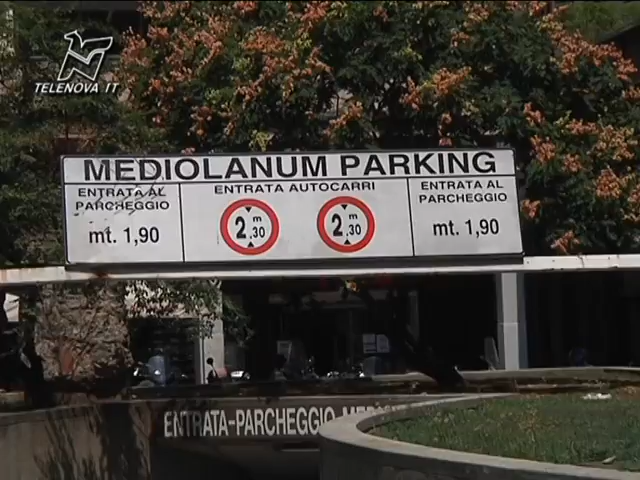 TELENOVA IT
MEDIOLANUM PARKING
ENTRATA AL
PARCHEGGIO
mt. 1,90
ENTRATA AUTOCARRI
2 m ,30
2 m ,30
ENTRATA AL
PARCHEGGIO
mt. 1,90
ENTRATA-PARCHEGGIO